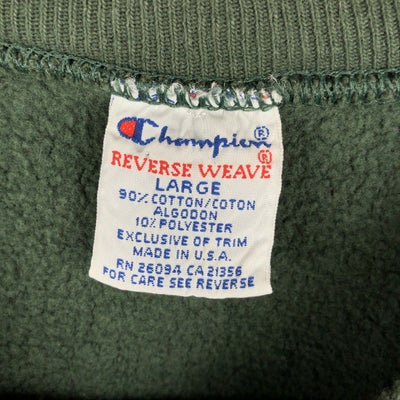 Champion®
REVERSE WEAVE®
LARGE
90% COTTON/COTON
ALGODON
10% POLYESTER
EXCLUSIVE OF TRIM
MADE IN U.S.A.
RN 26094 CA 21356
FOR CARE SEE REVERSE